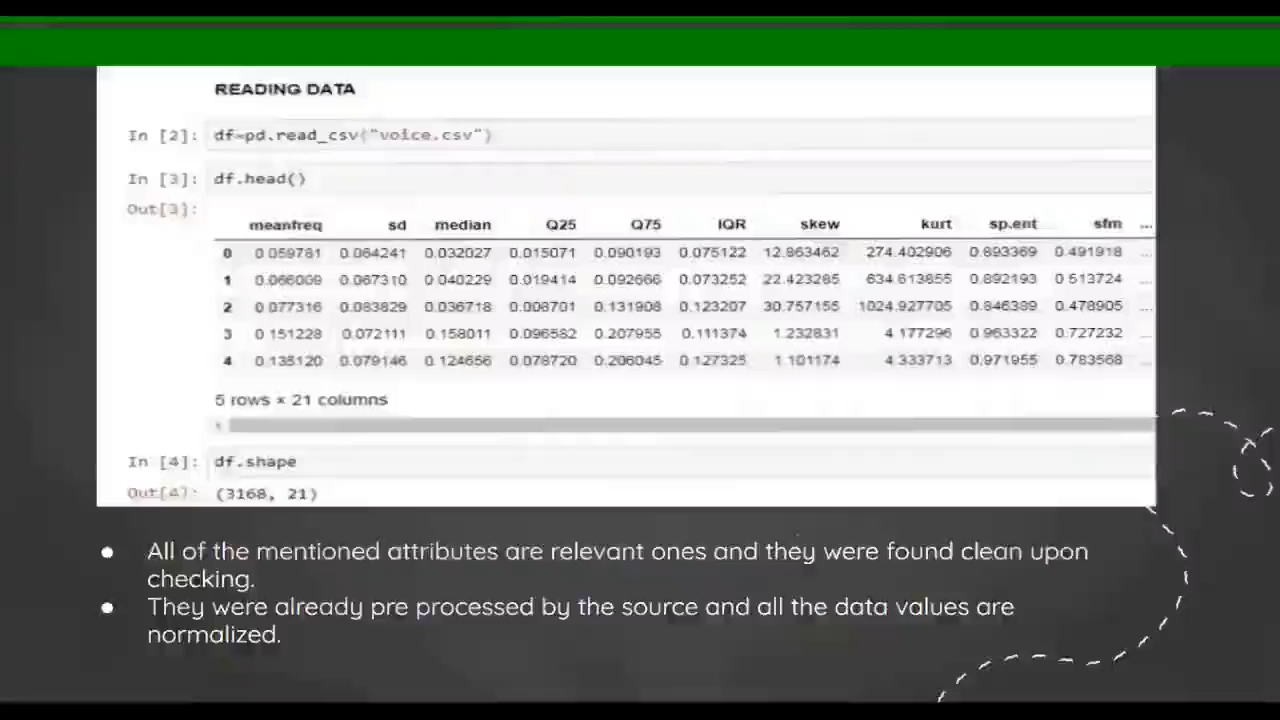 READING DATA
In [2]: df=pd.read_csv("voice.csv")
In [3]: df.head()
Out[3]:
meanfreq sd median Q25 Q75 IQR skew kurt sp.ent sfm ...
0 0.059781 0.064241 0.032027 0.015071 0.090193 0.075122 12.863462 274.402906 0.893369 0.491918 ...
1 0.066009 0.067310 0.040229 0.019414 0.092666 0.073252 22.423285 634.613855 0.892193 0.513724 ...
2 0.077316 0.083829 0.036718 0.008701 0.131908 0.123207 30.757155 1024.927705 0.846389 0.478905 ...
3 0.151228 0.072111 0.158011 0.096582 0.207955 0.111374 1.232831 4.177296 0.963322 0.727232 ...
4 0.135120 0.079146 0.124656 0.078720 0.206045 0.127325 1.101174 4.333713 0.971955 0.783568 ...
5 rows × 21 columns
In [4]: df.shape
Out[4]: (3168, 21)
● All of the mentioned attributes are relevant ones and they were found clean upon
checking.
● They were already pre processed by the source and all the data values are
normalized.